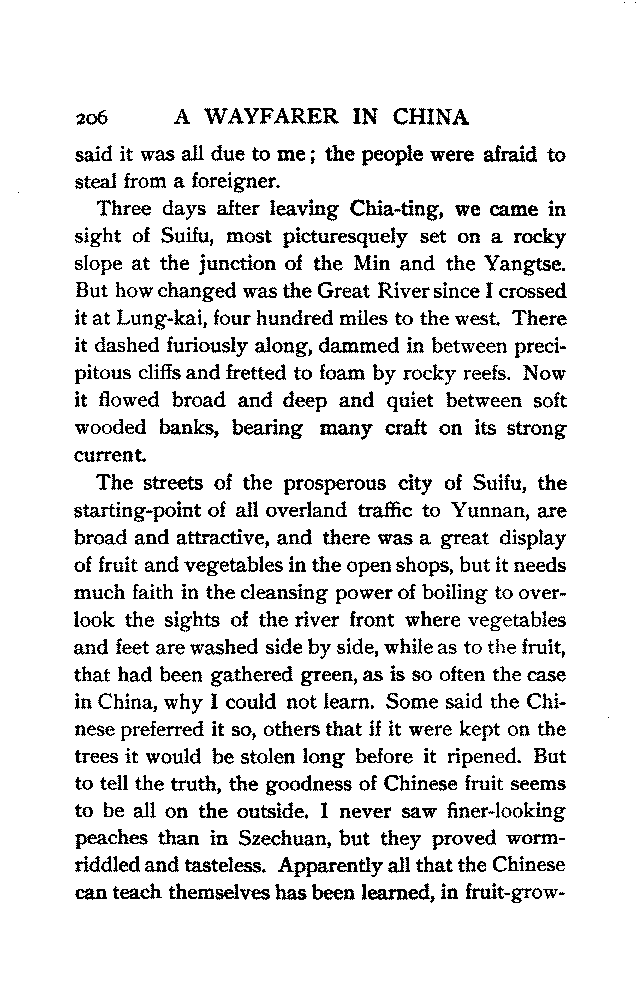 206 A WAYFARER IN CHINA
said it was all due to me; the people were afraid to
steal from a foreigner.
Three days after leaving Chia-ting, we came in
sight of Suifu, most picturesquely set on a rocky
slope at the junction of the Min and the Yangtse.
But how changed was the Great River since I crossed
it at Lung-kai, four hundred miles to the west. There
it dashed furiously along, dammed in between preci-
pitous cliffs and fretted to foam by rocky reefs. Now
it flowed broad and deep and quiet between soft
wooded banks, bearing many craft on its strong
current.
The streets of the prosperous city of Suifu, the
starting-point of all overland traffic to Yunnan, are
broad and attractive, and there was a great display
of fruit and vegetables in the open shops, but it needs
much faith in the cleansing power of boiling to over-
look the sights of the river front where vegetables
and feet are washed side by side, while as to the fruit,
that had been gathered green, as is so often the case
in China, why I could not learn. Some said the Chi-
nese preferred it so, others that if it were kept on the
trees it would be stolen long before it ripened. But
to tell the truth, the goodness of Chinese fruit seems
to be all on the outside. I never saw finer-looking
peaches than in Szechuan, but they proved worm-
riddled and tasteless. Apparently all that the Chinese
can teach themselves has been learned, in fruit-grow-